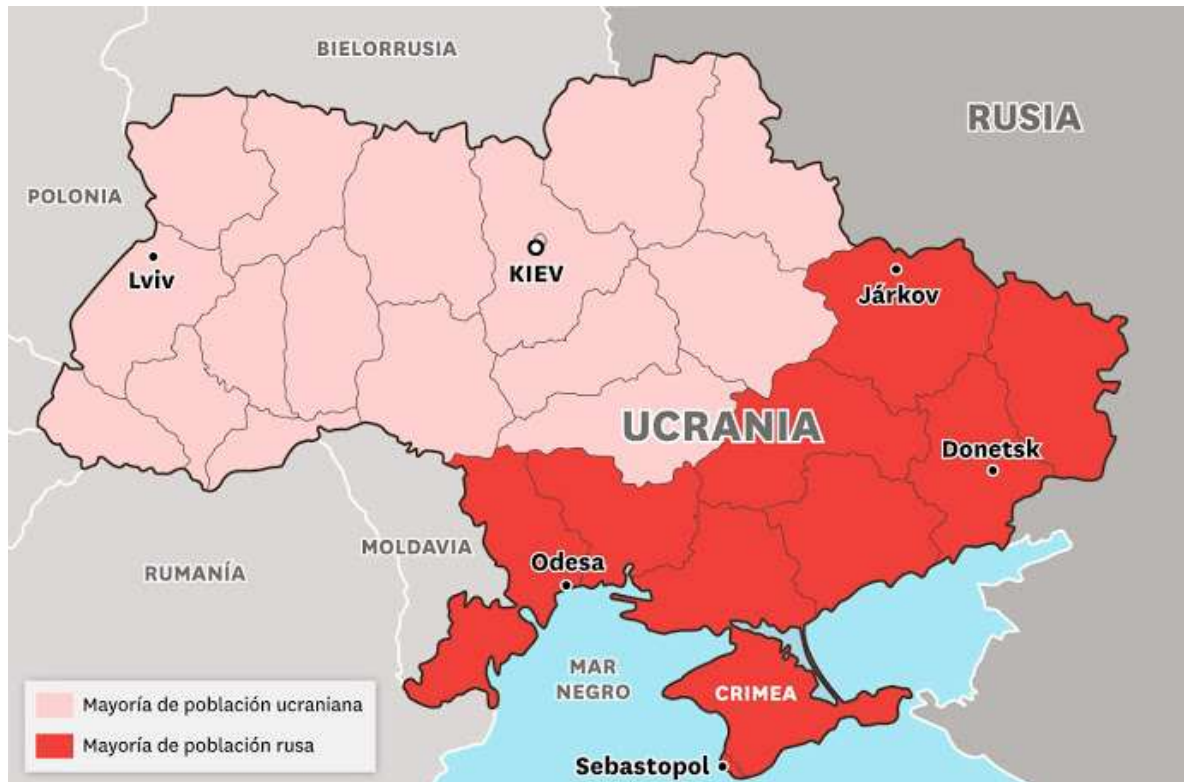 BIELORRUSIA
RUSIA
POLONIA
Lviv
KIEV
Járkov
UCRANIA
Donetsk
MOLDAVIA
Odesa
RUMANÍA
MAR
NEGRO
CRIMEA
Mayoría de población ucraniana
Mayoría de población rusa
Sebastopol